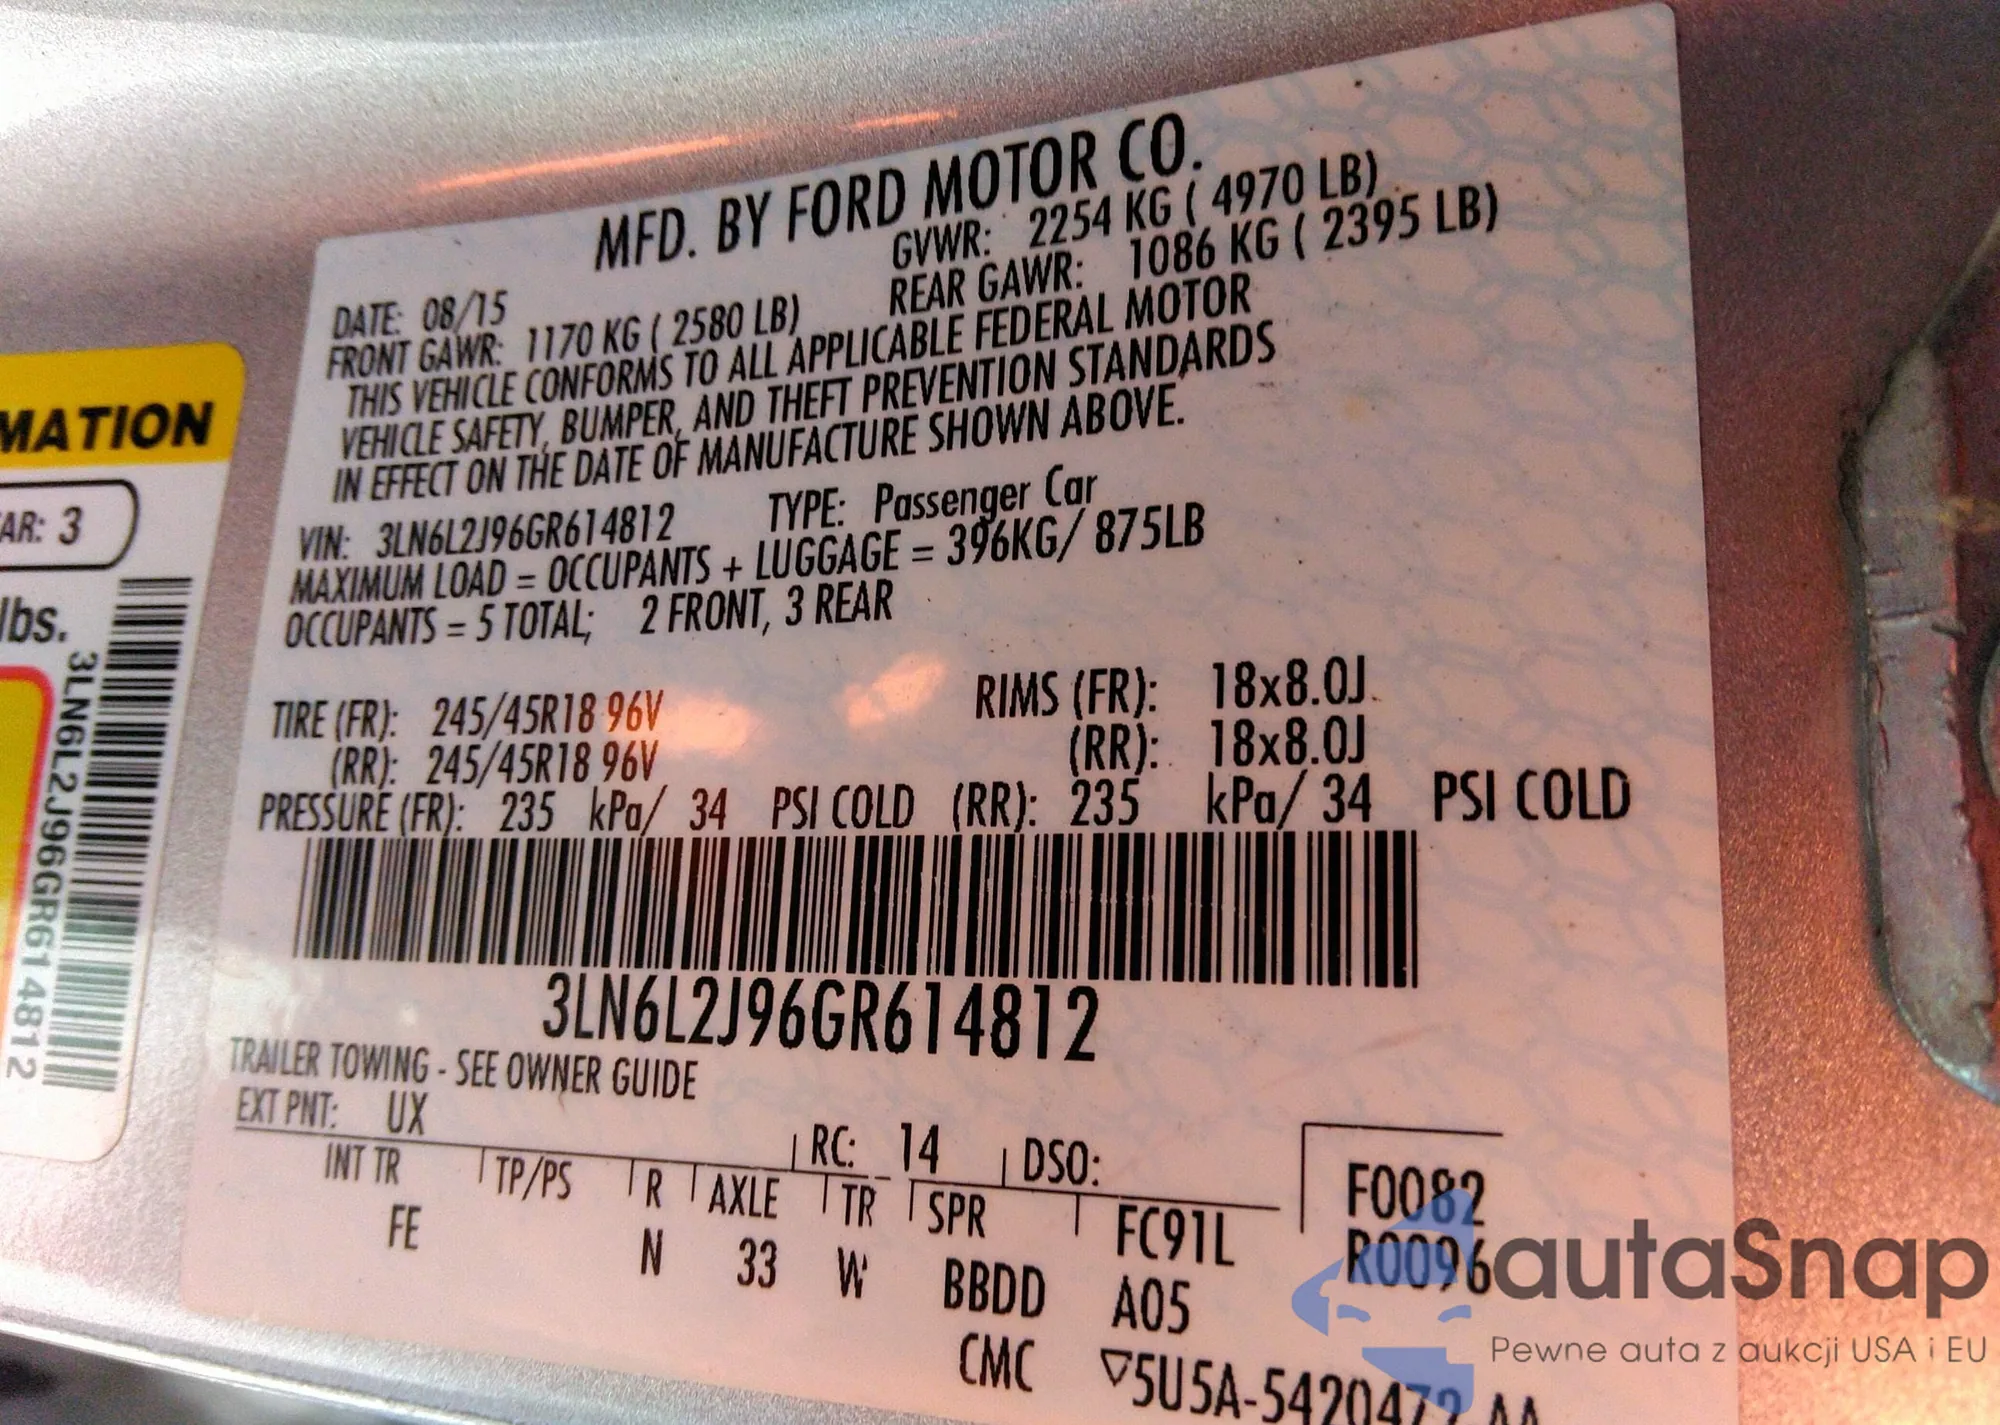 MFD. BY FORD MOTOR CO.
DATE: 08/15 GVWR: 2254 KG ( 4970 LB)
FRONT GAWR: 1170 KG ( 2580 LB) REAR GAWR: 1086 KG ( 2395 LB)
THIS VEHICLE CONFORMS TO ALL APPLICABLE FEDERAL MOTOR
VEHICLE SAFETY, BUMPER, AND THEFT PREVENTION STANDARDS
IN EFFECT ON THE DATE OF MANUFACTURE SHOWN ABOVE.
VIN: 3LN6L2J96GR614812 TYPE: Passenger Car
MAXIMUM LOAD = OCCUPANTS + LUGGAGE = 396KG/ 875LB
OCCUPANTS = 5 TOTAL; 2 FRONT, 3 REAR
TIRE (FR): 245/45R18 96V RIMS (FR): 18x8.0J
(RR): 245/45R18 96V (RR): 18x8.0J
PRESSURE (FR): 235 kPa/ 34 PSI COLD (RR): 235 kPa/ 34 PSI COLD
3LN6L2J96GR614812
TRAILER TOWING - SEE OWNER GUIDE
EXT PNT: UX RC: 14 DSO:
INT TR TP/PS R AXLE TR SPR FC91L F0082
FE N 33 W BBDD A05 R0096
CMC ▽5U5A-5420472-AA
MATION
AR: 3
lbs.
3LN6L2J96GR614812
autaSnap
Pewne auta z aukcji USA i EU